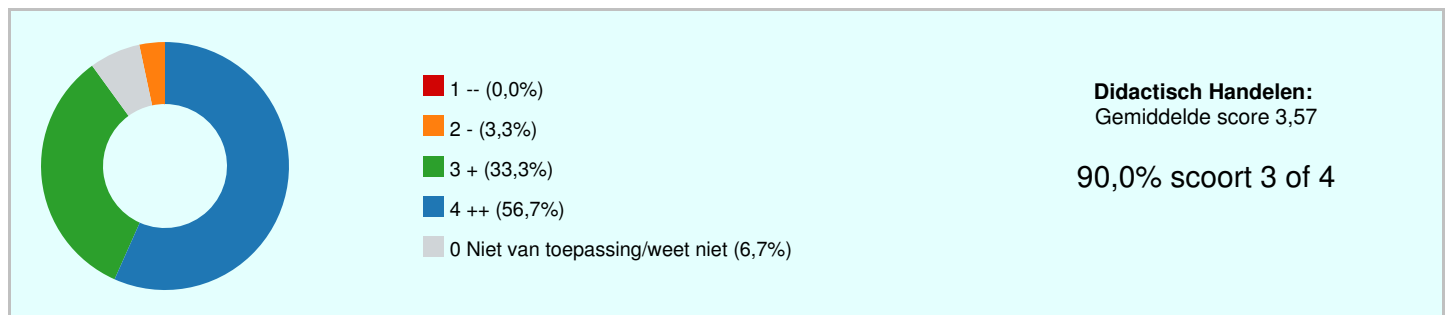 1 -- (0,0%)
2 - (3,3%)
3 + (33,3%)
4 ++ (56,7%)
0 Niet van toepassing/weet niet (6,7%)
Didactisch Handelen:
Gemiddelde score 3,57
90,0% scoort 3 of 4